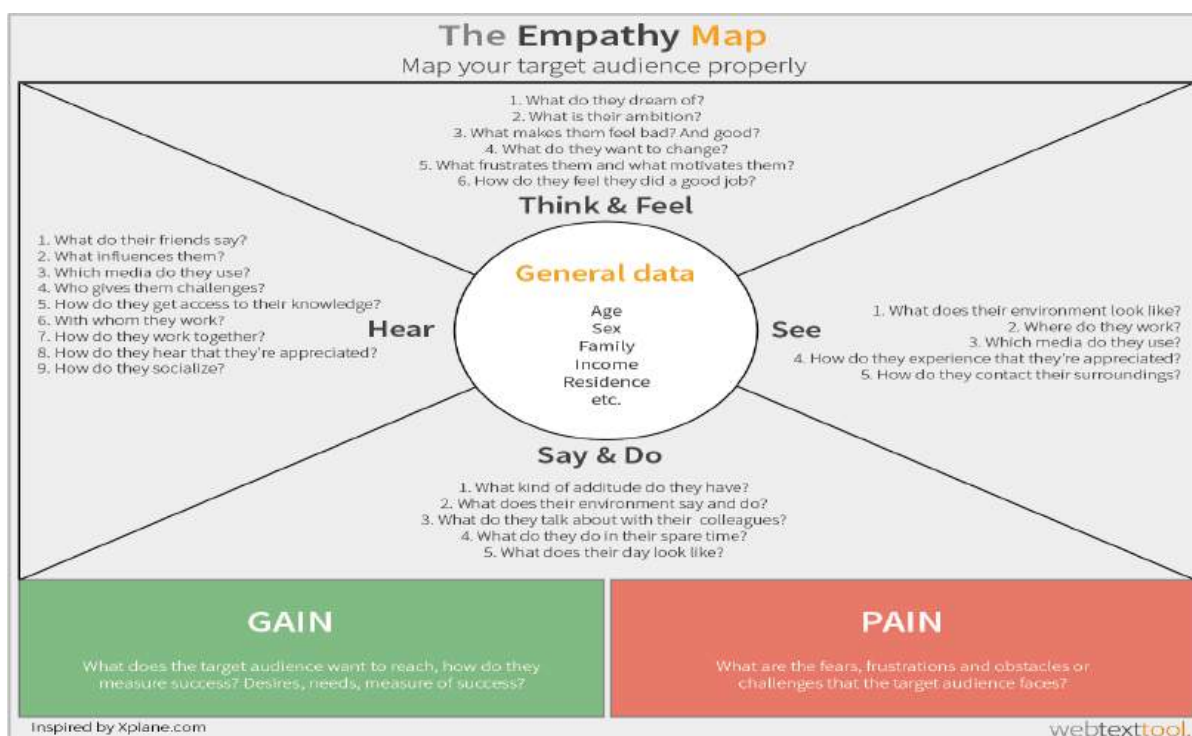 The Empathy Map
Map your target audience properly
1. What do they dream of?
2. What is their ambition?
3. What makes them feel bad? And good?
4. What do they want to change?
5. What frustrates them and what motivates them?
6. How do they feel they did a good job?
Think & Feel
1. What do their friends say?
2. What influences them?
3. Which media do they use?
4. Who gives them challenges?
5. How do they get access to their knowledge?
6. With whom they work?
7. How do they work together?
8. How do they hear that they're appreciated?
9. How do they socialize?
Hear
General data
Age
Sex
Family
Income
Residence
etc.
See
1. What does their environment look like?
2. Where do they work?
3. Which media do they use?
4. How do they experience that they're appreciated?
5. How do they contact their surroundings?
Say & Do
1. What kind of additude do they have?
2. What does their environment say and do?
3. What do they talk about with their colleagues?
4. What do they do in their spare time?
5. What does their day look like?
GAIN
What does the target audience want to reach, how do they
measure success? Desires, needs, measure of success?
PAIN
What are the fears, frustrations and obstacles or
challenges that the target audience faces?
Inspired by Xplane.com
webtexttool.